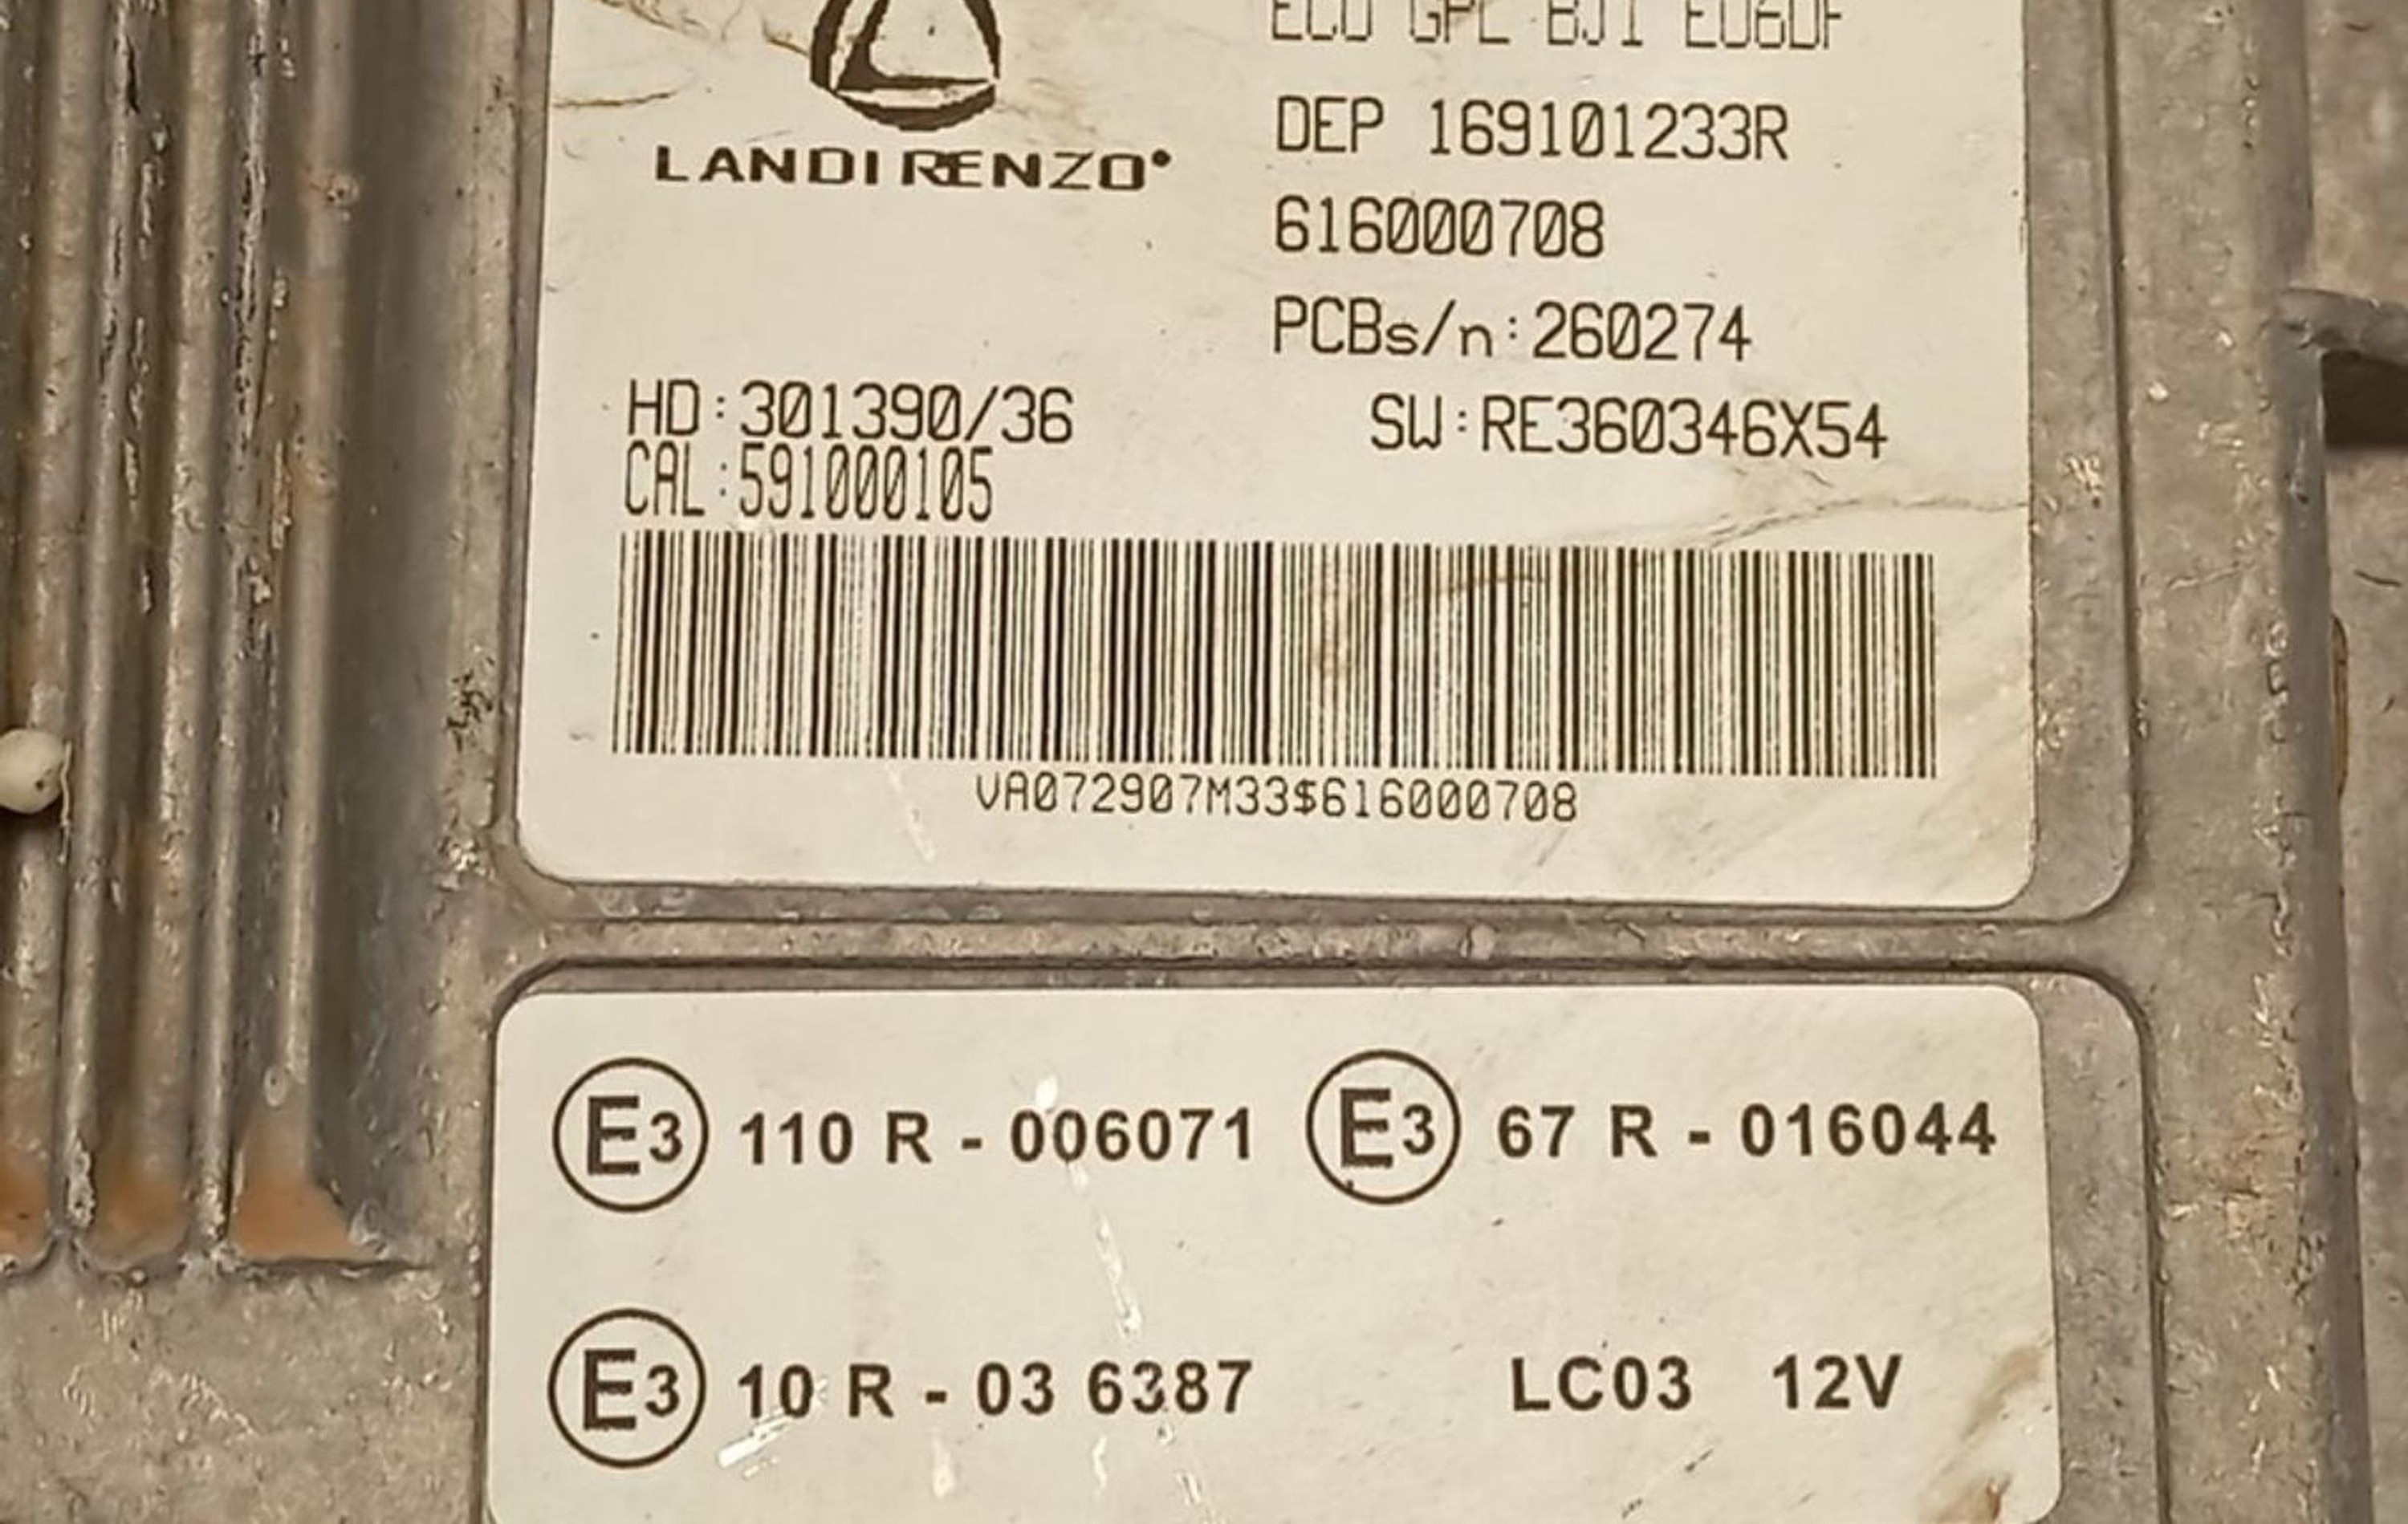 ECU GPL BJ1 EU6DF
LANDIRENZO
DEP 169101233R
616000708
PCBs/n:260274
HD:301390/36 SW:RE360346X54
CAL:591000105
VA072907M33$616000708
E3 110 R - 006071 E3 67 R - 016044
E3 10 R - 03 6387 LC03 12V